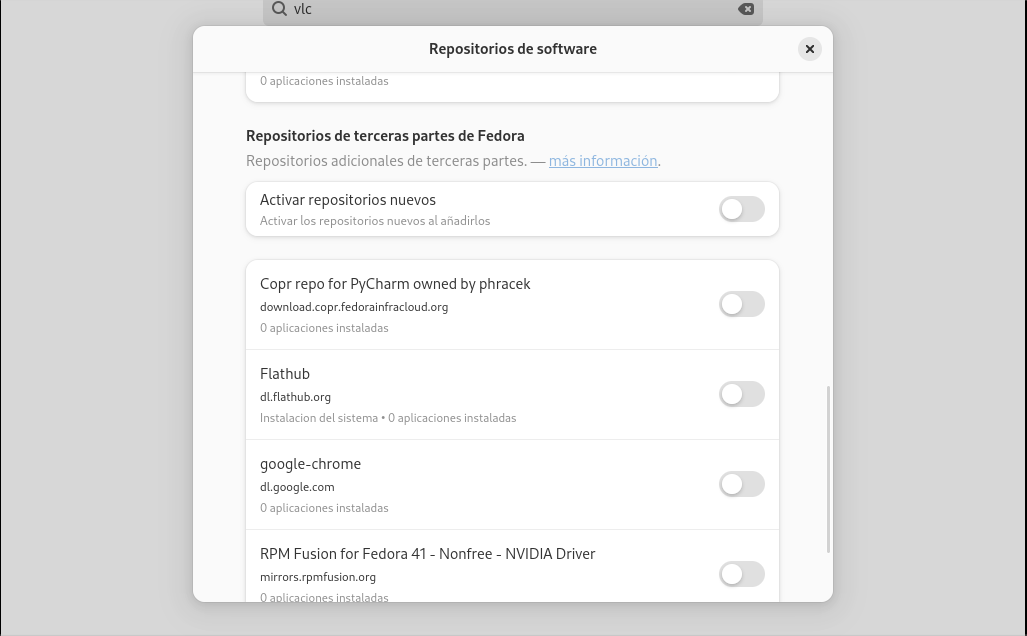 vlc
Repositorios de software
0 aplicaciones instaladas
Repositorios de terceras partes de Fedora
Repositorios adicionales de terceras partes. — más información.
Activar repositorios nuevos
Activar los repositorios nuevos al añadirlos
Copr repo for PyCharm owned by phracek
download.copr.fedorainfracloud.org
0 aplicaciones instaladas
Flathub
dl.flathub.org
Instalacion del sistema • 0 aplicaciones instaladas
google-chrome
dl.google.com
0 aplicaciones instaladas
RPM Fusion for Fedora 41 - Nonfree - NVIDIA Driver
mirrors.rpmfusion.org
0 aplicaciones instaladas